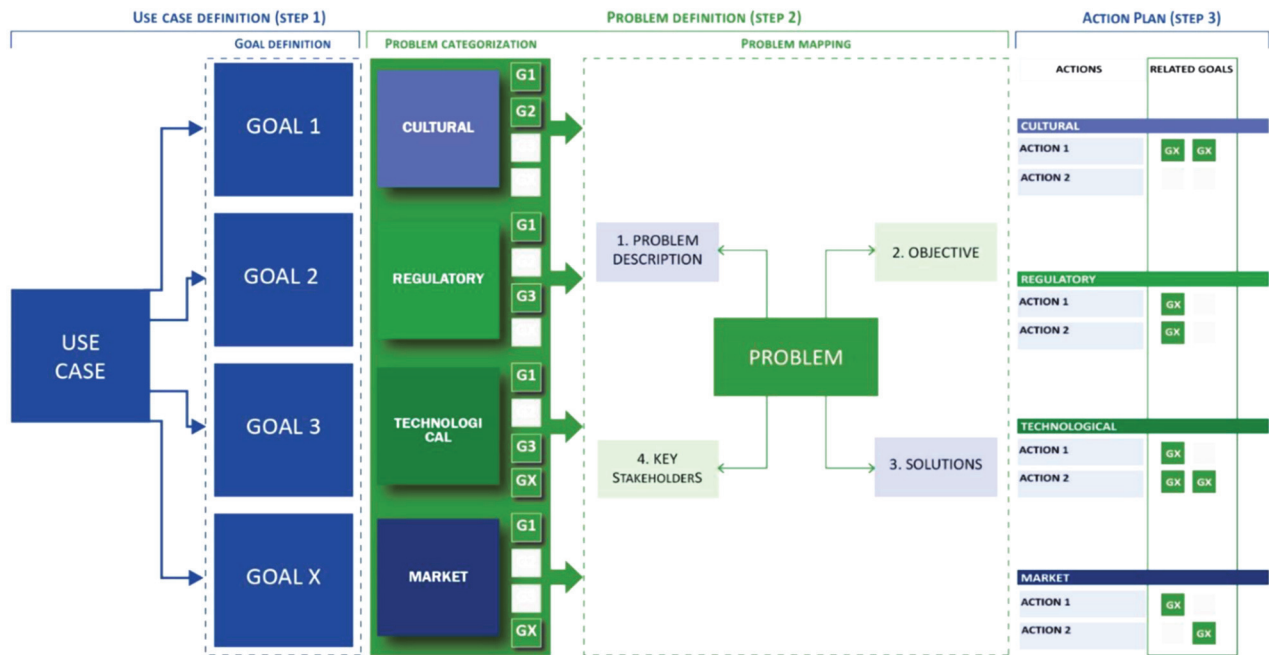 USE CASE DEFINITION (STEP 1)
PROBLEM DEFINITION (STEP 2)
ACTION PLAN (STEP 3)
GOAL DEFINITION
PROBLEM CATEGORIZATION
PROBLEM MAPPING
USE
CASE
GOAL 1
GOAL 2
GOAL 3
GOAL X
CULTURAL
G1
G2
REGULATORY
G1
G3
TECHNOLOGI
CAL
G1
G3
GX
MARKET
G1
GX
1. PROBLEM
DESCRIPTION
2. OBJECTIVE
PROBLEM
4. KEY
STAKEHOLDERS
3. SOLUTIONS
ACTIONS
RELATED GOALS
CULTURAL
ACTION 1 GX GX
ACTION 2
REGULATORY
ACTION 1 GX
ACTION 2 GX
TECHNOLOGICAL
ACTION 1 GX
ACTION 2 GX GX
MARKET
ACTION 1 GX
ACTION 2 GX